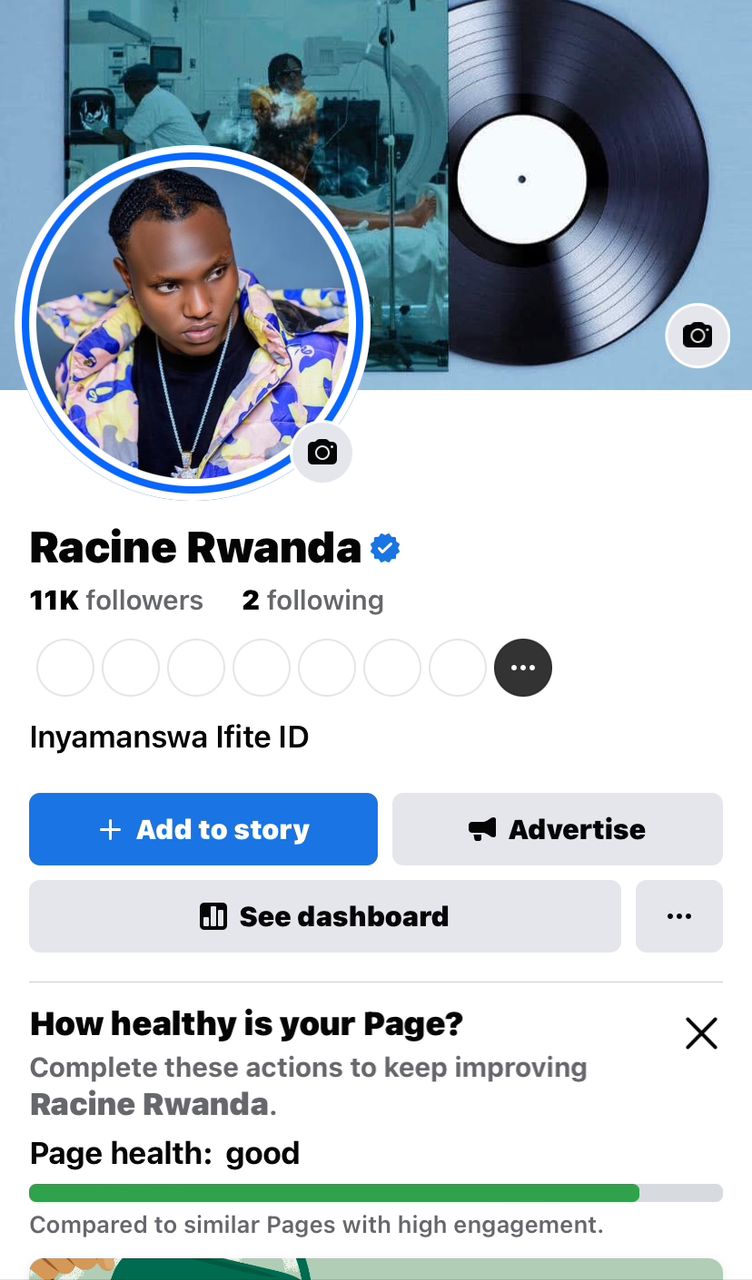 Racine Rwanda
11K followers 2 following
Inyamanswa Ifite ID
Add to story
Advertise
See dashboard
How healthy is your Page?
Complete these actions to keep improving
Racine Rwanda.
Page health: good
Compared to similar Pages with high engagement.